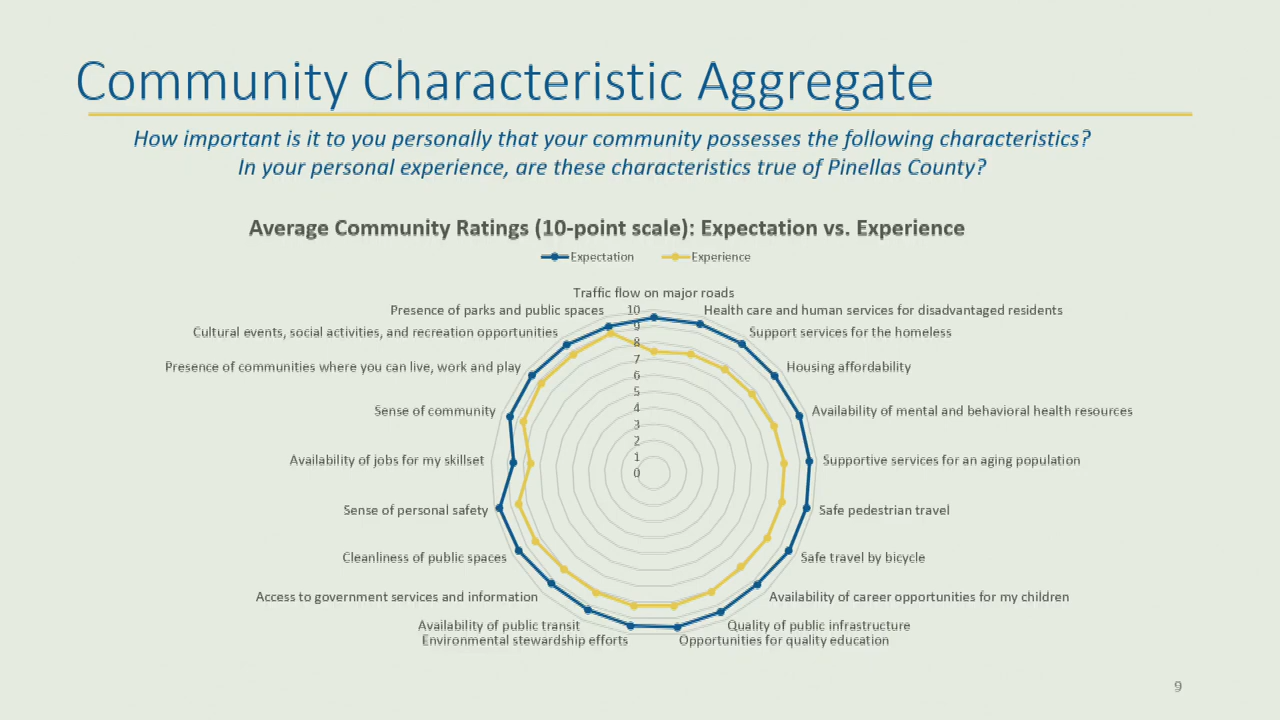 Community Characteristic Aggregate
How important is it to you personally that your community possesses the following characteristics?
In your personal experience, are these characteristics true of Pinellas County?
Average Community Ratings (10-point scale): Expectation vs. Experience
Expectation
Experience
Traffic flow on major roads
Presence of parks and public spaces
10
Health care and human services for disadvantaged residents
Cultural events, social activities, and recreation opportunities
9
Support services for the homeless
8
Presence of communities where you can live, work and play
7
Housing affordability
6
5
Sense of community
4
Availability of mental and behavioral health resources
3
2
Availability of jobs for my skillset
1
Supportive services for an aging population
0
Sense of personal safety
Safe pedestrian travel
Cleanliness of public spaces
Safe travel by bicycle
Access to government services and information
Availability of career opportunities for my children
Availability of public transit
Quality of public infrastructure
Environmental stewardship efforts
Opportunities for quality education
9